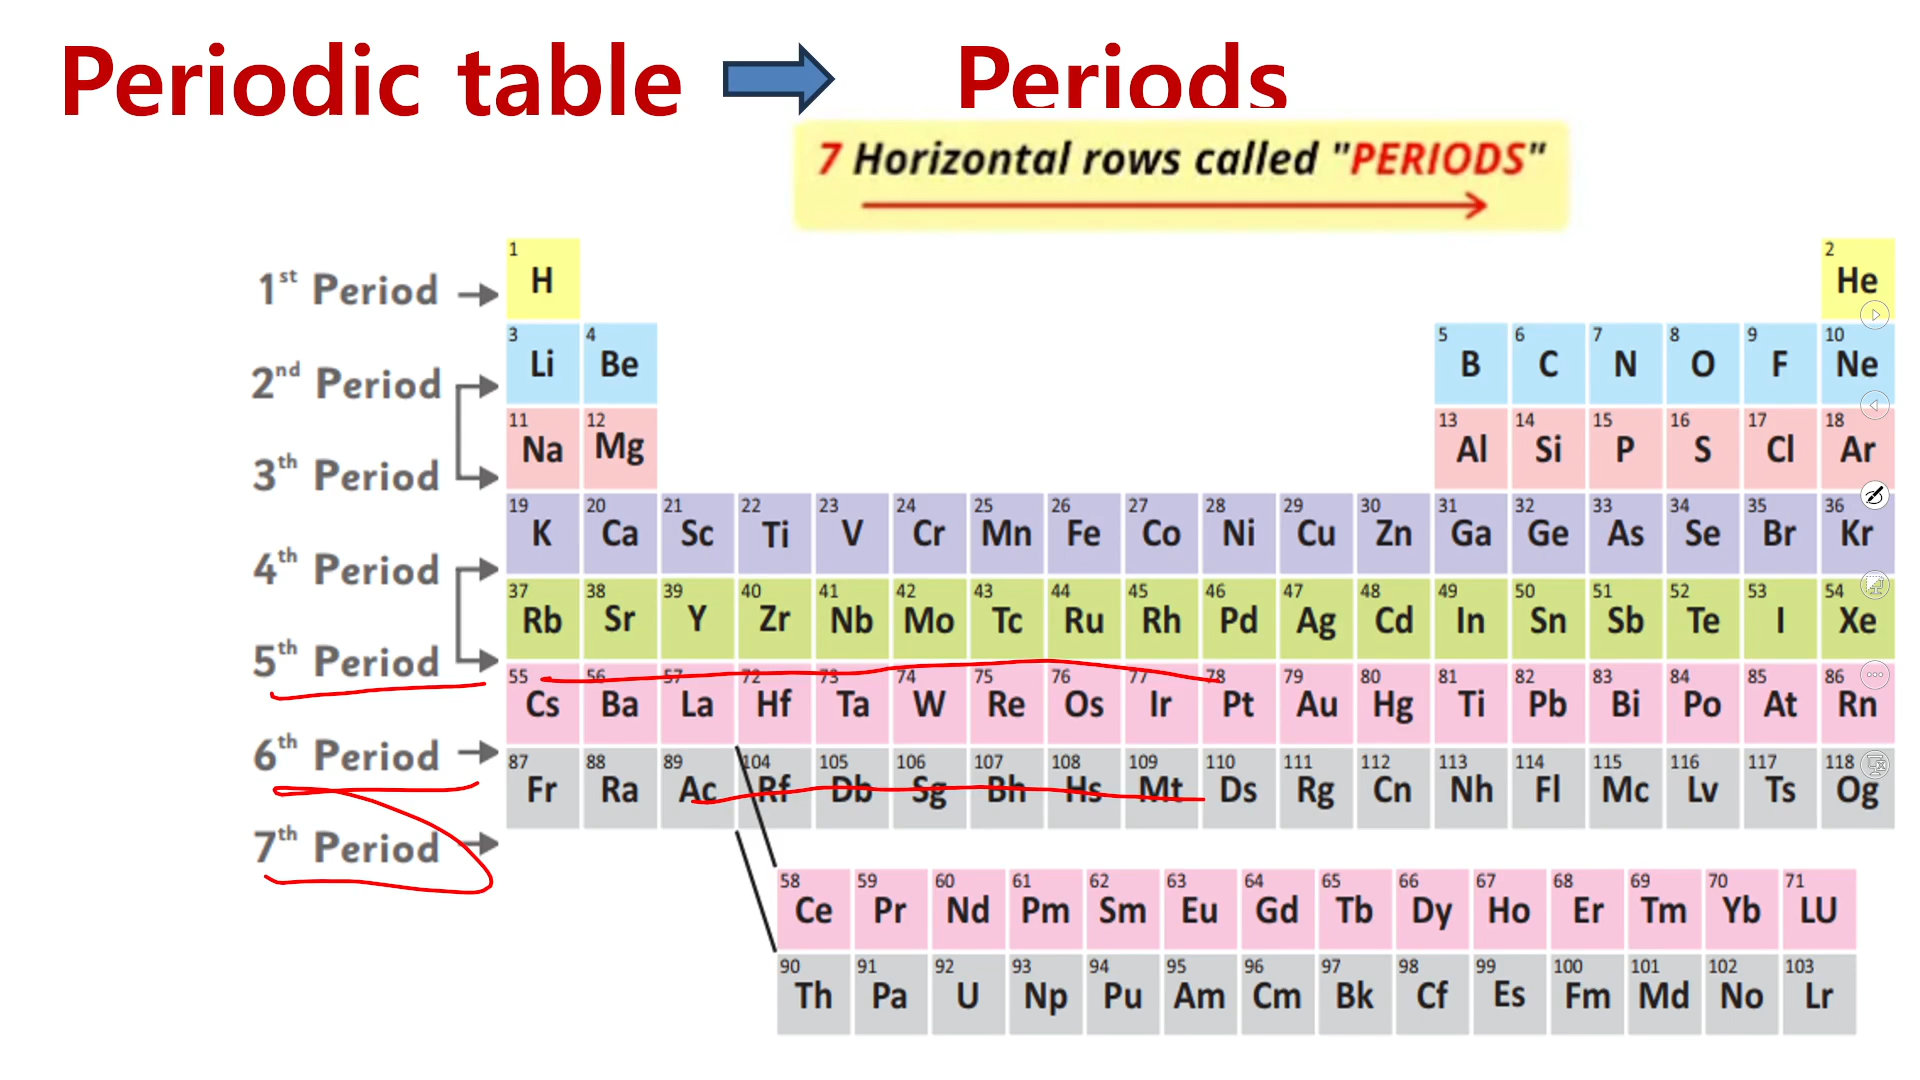 Periodic table Periods
7 Horizontal rows called "PERIODS"
1st Period
2nd Period
3th Period
4th Period
5th Period
6th Period
7th Period
1 H 2 He
3 Li 4 Be 5 B 6 C 7 N 8 O 9 F 10 Ne
11 Na 12 Mg 13 Al 14 Si 15 P 16 S 17 Cl 18 Ar
19 K 20 Ca 21 Sc 22 Ti 23 V 24 Cr 25 Mn 26 Fe 27 Co 28 Ni 29 Cu 30 Zn 31 Ga 32 Ge 33 As 34 Se 35 Br 36 Kr
37 Rb 38 Sr 39 Y 40 Zr 41 Nb 42 Mo 43 Tc 44 Ru 45 Rh 46 Pd 47 Ag 48 Cd 49 In 50 Sn 51 Sb 52 Te 53 I 54 Xe
55 Cs 56 Ba 57 La 72 Hf 73 Ta 74 W 75 Re 76 Os 77 Ir 78 Pt 79 Au 80 Hg 81 Ti 82 Pb 83 Bi 84 Po 85 At 86 Rn
87 Fr 88 Ra 89 Ac 104 Rf 105 Db 106 Sg 107 Bh 108 Hs 109 Mt 110 Ds 111 Rg 112 Cn 113 Nh 114 Fl 115 Mc 116 Lv 117 Ts 118 Og
58 Ce 59 Pr 60 Nd 61 Pm 62 Sm 63 Eu 64 Gd 65 Tb 66 Dy 67 Ho 68 Er 69 Tm 70 Yb 71 LU
90 Th 91 Pa 92 U 93 Np 94 Pu 95 Am 96 Cm 97 Bk 98 Cf 99 Es 100 Fm 101 Md 102 No 103 Lr